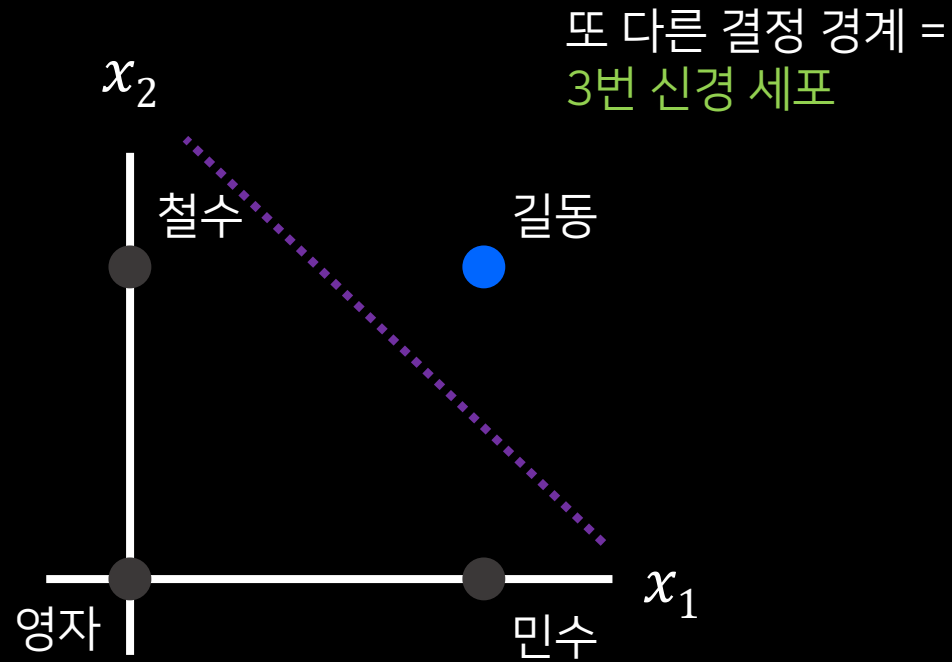 또 다른 결정 경계 =
3번 신경 세포
x₂
철수
길동
x₁
영자
민수